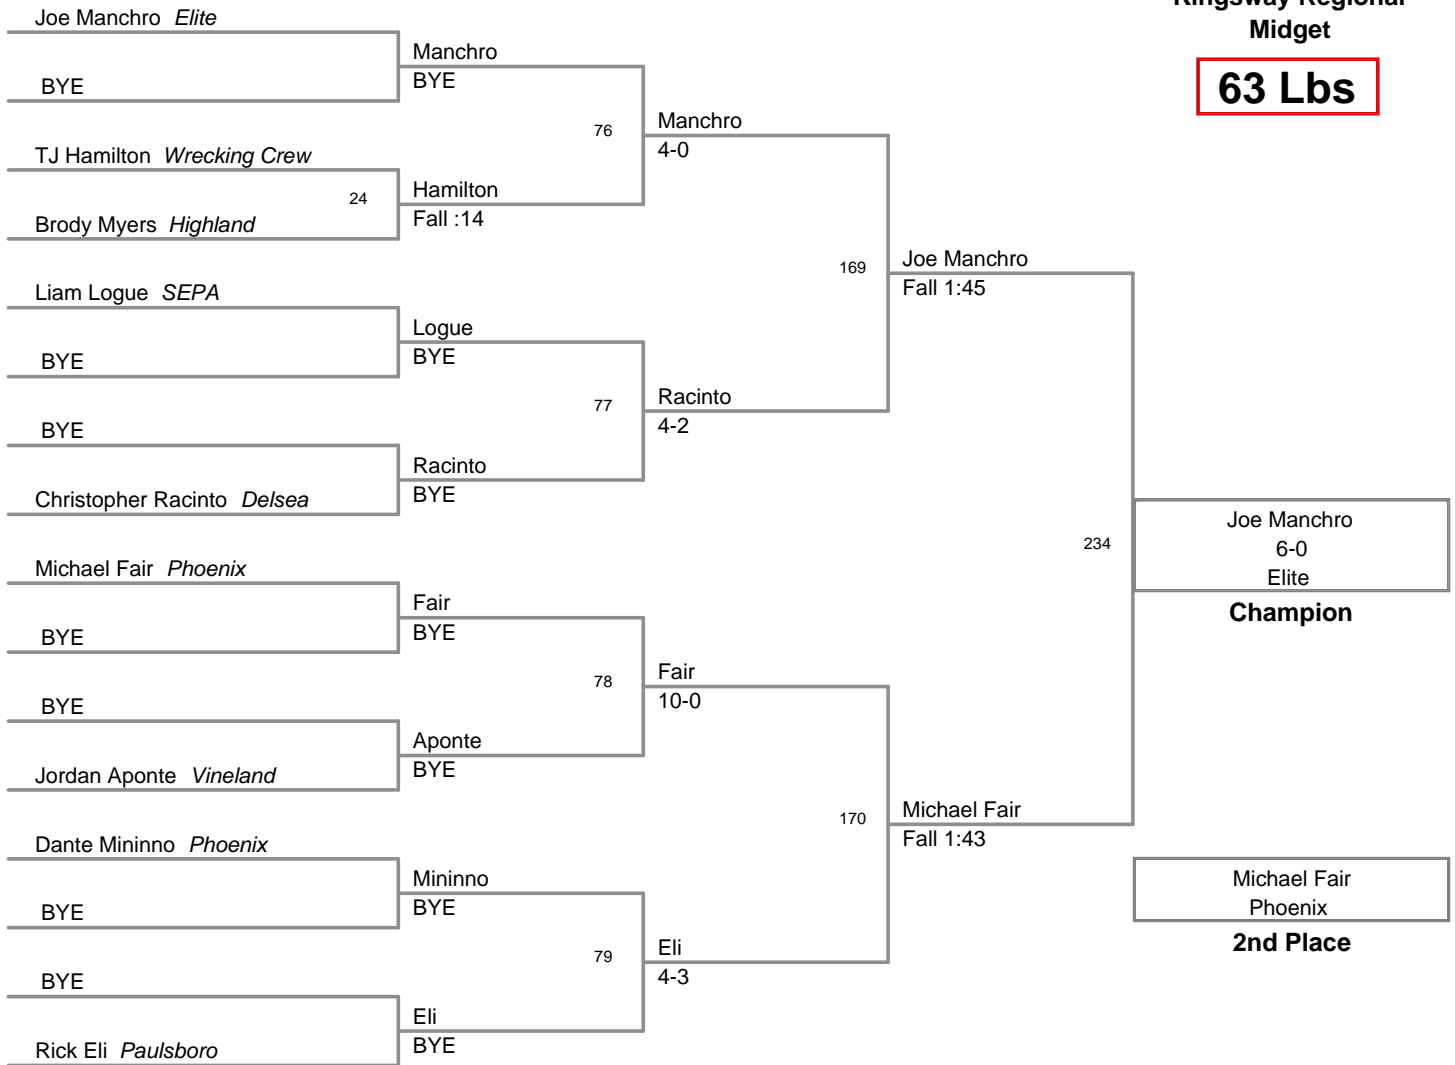 Kingsway Regional
Midget
63 Lbs
Joe Manchro Elite
BYE
TJ Hamilton Wrecking Crew
Brody Myers Highland
Liam Logue SEPA
BYE
BYE
Christopher Racinto Delsea
Michael Fair Phoenix
BYE
BYE
Jordan Aponte Vineland
Dante Mininno Phoenix
BYE
BYE
Rick Eli Paulsboro
24
Manchro
BYE
Hamilton
Fall :14
Logue
BYE
Racinto
BYE
Fair
BYE
Aponte
BYE
Mininno
BYE
Eli
BYE
76
77
78
79
Manchro
4-0
Racinto
4-2
Fair
10-0
Eli
4-3
169
170
Joe Manchro
Fall 1:45
Michael Fair
Fall 1:43
234
Joe Manchro
6-0
Elite
Champion
Michael Fair
Phoenix
2nd Place